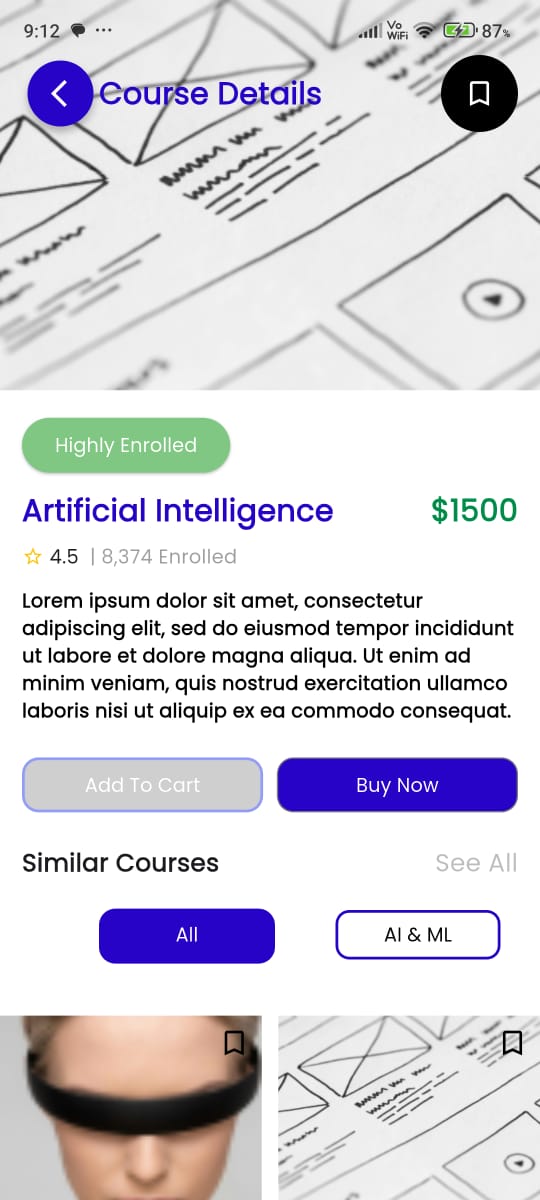 9:12 ... Vo WiFi 87%
Course Details
Highly Enrolled
Artificial Intelligence $1500
4.5 | 8,374 Enrolled
Lorem ipsum dolor sit amet, consectetur
adipiscing elit, sed do eiusmod tempor incididunt
ut labore et dolore magna aliqua. Ut enim ad
minim veniam, quis nostrud exercitation ullamco
laboris nisi ut aliquip ex ea commodo consequat.
Add To Cart Buy Now
Similar Courses See All
All AI & ML